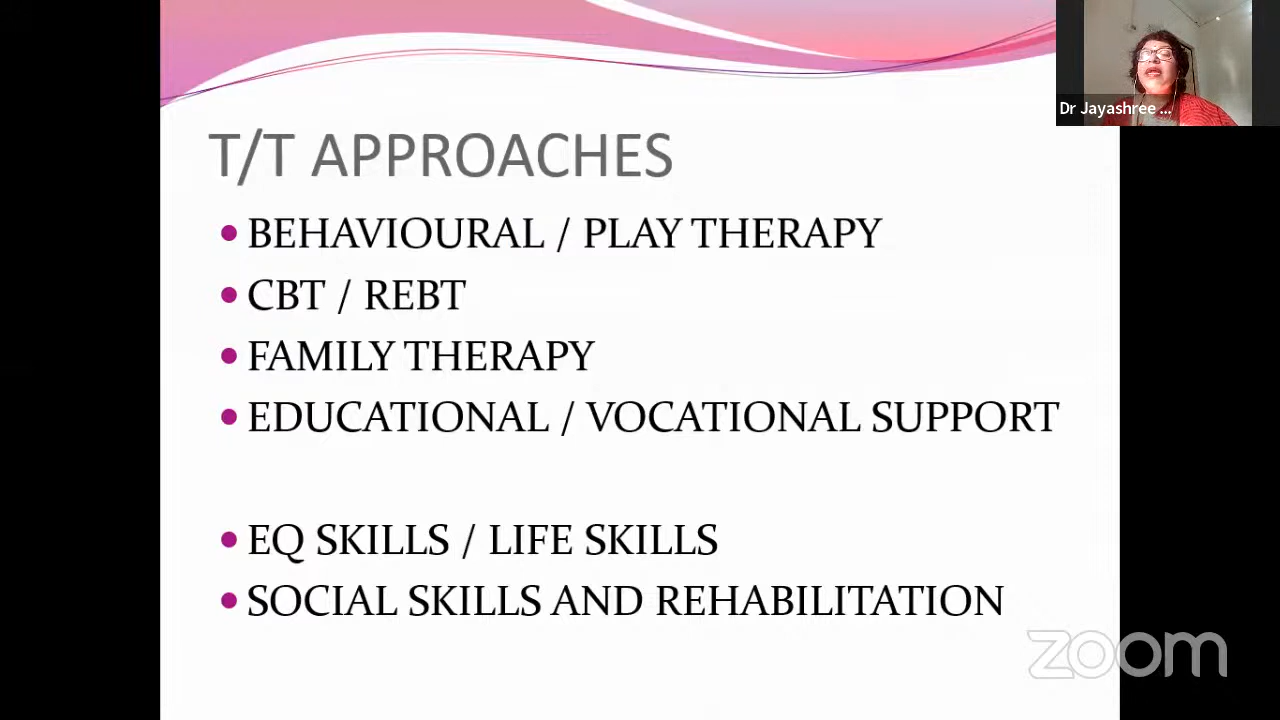 Dr Jayashree ...
T/T APPROACHES
• BEHAVIOURAL / PLAY THERAPY
• CBT / REBT
• FAMILY THERAPY
• EDUCATIONAL / VOCATIONAL SUPPORT
• EQ SKILLS / LIFE SKILLS
• SOCIAL SKILLS AND REHABILITATION
zoom